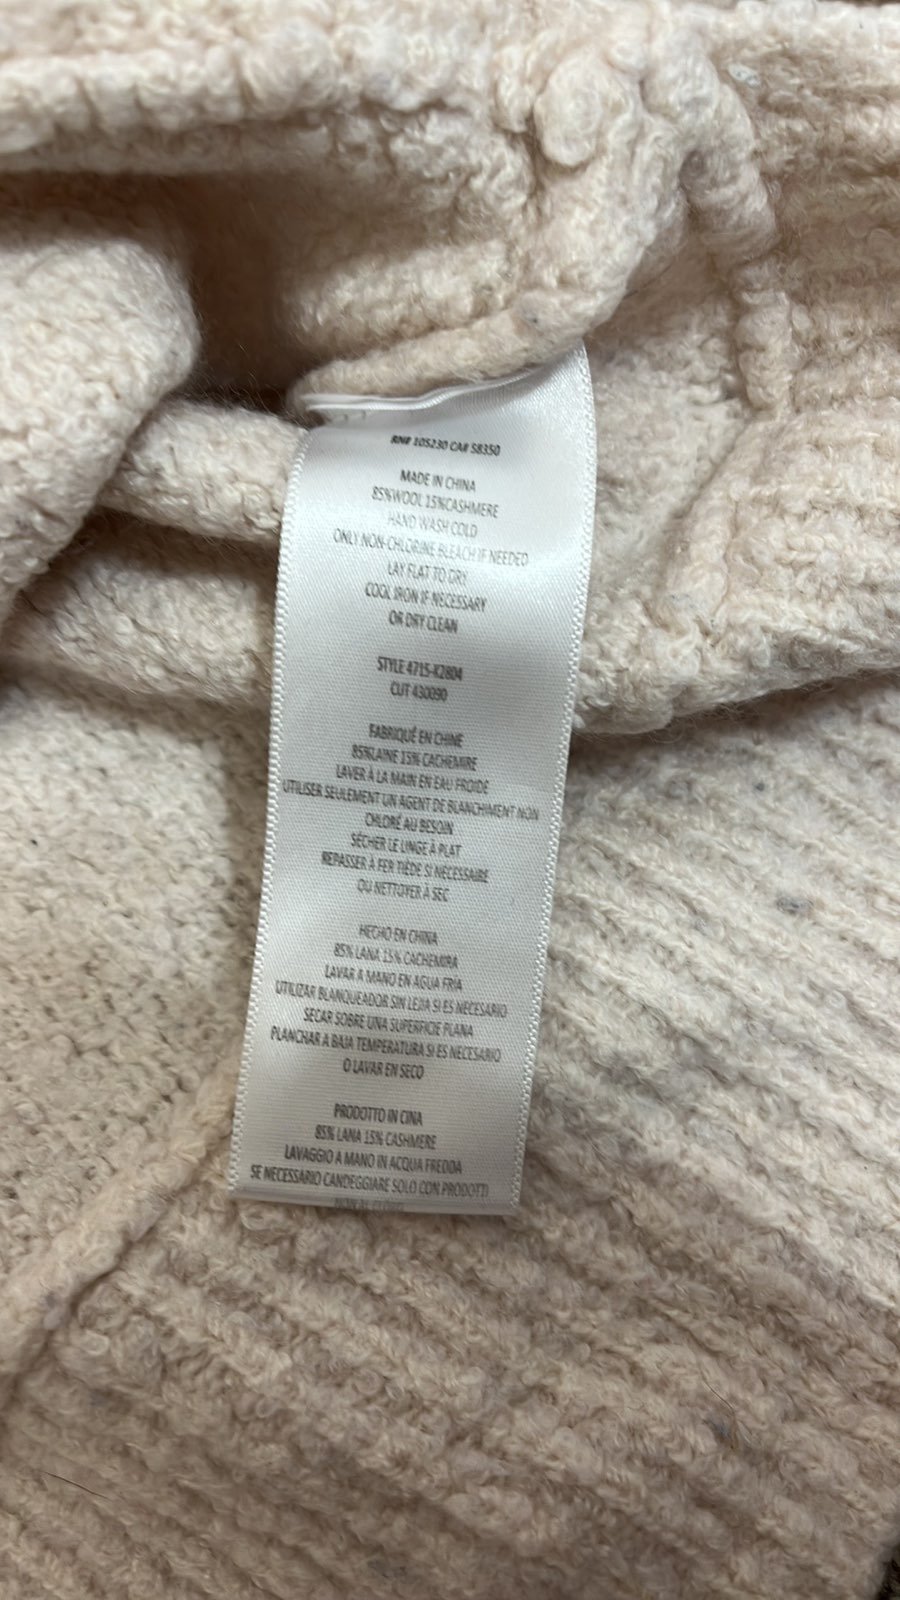 RN# 105230 CA# 58350
MADE IN CHINA
85%WOOL 15%CASHMERE
HAND WASH COLD
ONLY NON-CHLORINE BLEACH IF NEEDED
LAY FLAT TO DRY
COOL IRON IF NECESSARY
OR DRY CLEAN
STYLE 4715-K2804
CUT 430090
FABRIQUÉ EN CHINE
85%LAINE 15% CACHEMIRE
LAVER À LA MAIN EN EAU FROIDE
UTILISER SEULEMENT UN AGENT DE BLANCHIMENT NON
CHLORÉ AU BESOIN
SÉCHER LE LINGE À PLAT
REPASSER À FER TIÈDE SI NÉCESSAIRE
OU NETTOYER À SEC
HECHO EN CHINA
85% LANA 15% CACHEMIRA
LAVAR A MANO EN AGUA FRÍA
UTILIZAR BLANQUEADOR SIN LEJIA SI ES NECESARIO
SECAR SOBRE UNA SUPERFICIE PLANA
PLANCHAR A BAJA TEMPERATURA SI ES NECESARIO
O LAVAR EN SECO
PRODOTTO IN CINA
85% LANA 15% CASHMERE
LAVAGGIO A MANO IN ACQUA FREDDA
SE NECESSARIO CANDEGGIARE SOLO CON PRODOTTI